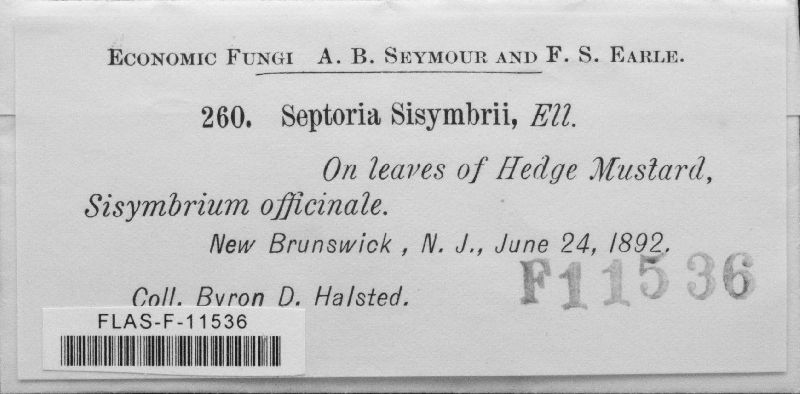 Economic Fungi A. B. Seymour and F. S. Earle.
260. Septoria Sisymbrii, Ell.
On leaves of Hedge Mustard,
Sisymbrium officinale.
New Brunswick, N. J., June 24, 1892.
F11536
Coll. Byron D. Halsted.
FLAS-F-11536